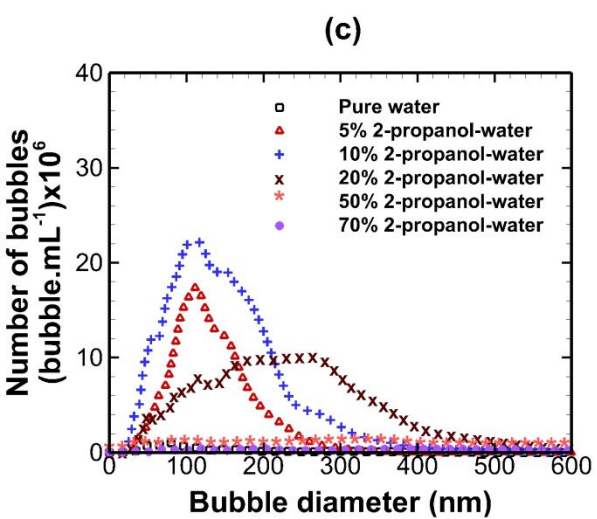 (c)
40
30
20
10
0
Number of bubbles
(bubble.mL⁻¹)x10⁶
Pure water
5% 2-propanol-water
10% 2-propanol-water
20% 2-propanol-water
50% 2-propanol-water
70% 2-propanol-water
0 100 200 300 400 500 600
Bubble diameter (nm)